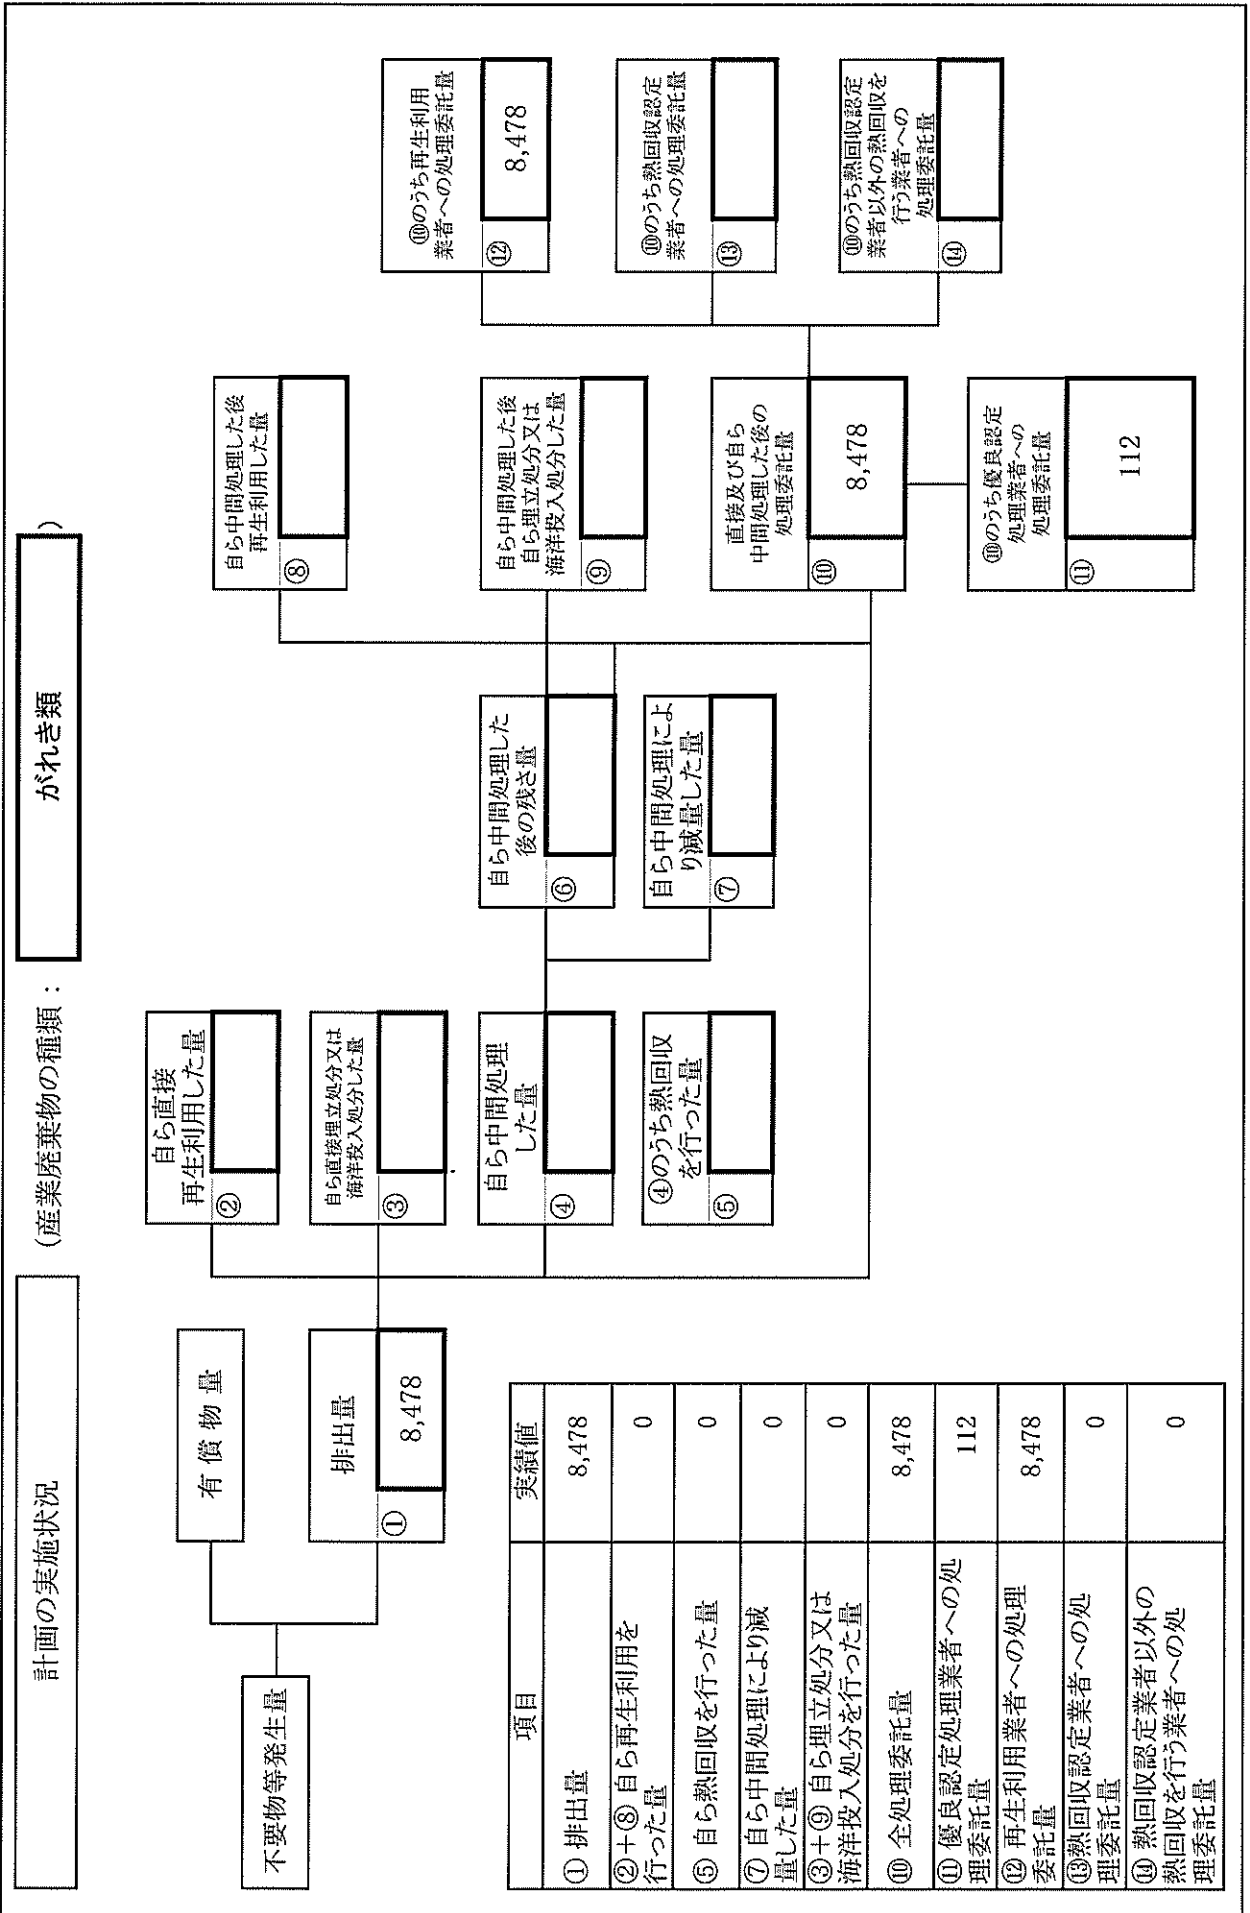 計画の実施状況
（産業廃棄物の種類：
がれき類
）
不要物等発生量
有 償 物 量
排出量
①
8,478
自ら直接
再生利用した量
②
自ら直接埋立処分又は
海洋投入処分した量
③
自ら中間処理
した量
④
④のうち熱回収
を行った量
⑤
自ら中間処理した
後の残さ量
⑥
自ら中間処理によ
り減量した量
⑦
自ら中間処理した後
再生利用した量
⑧
自ら中間処理した後
自ら埋立処分又は
海洋投入処分した量
⑨
直接及び自ら
中間処理した後の
処理委託量
⑩
8,478
⑩のうち優良認定
処理業者への
処理委託量
⑪
112
⑩のうち再生利用
業者への処理委託量
⑫
8,478
⑩のうち熱回収認定
業者への処理委託量
⑬
⑩のうち熱回収認定
業者以外の熱回収を
行う業者への
処理委託量
⑭
項目
実績値
① 排出量
8,478
②＋⑧ 自ら再生利用を
行った量
0
⑤ 自ら熱回収を行った量
0
⑦ 自ら中間処理により減
量した量
0
③＋⑨ 自ら埋立処分又は
海洋投入処分を行った量
0
⑩ 全処理委託量
8,478
⑪ 優良認定処理業者への処
理委託量
112
⑫ 再生利用業者への処理
委託量
8,478
⑬熱回収認定業者への処
理委託量
0
⑭ 熱回収認定業者以外の
熱回収を行う業者への処
理委託量
0